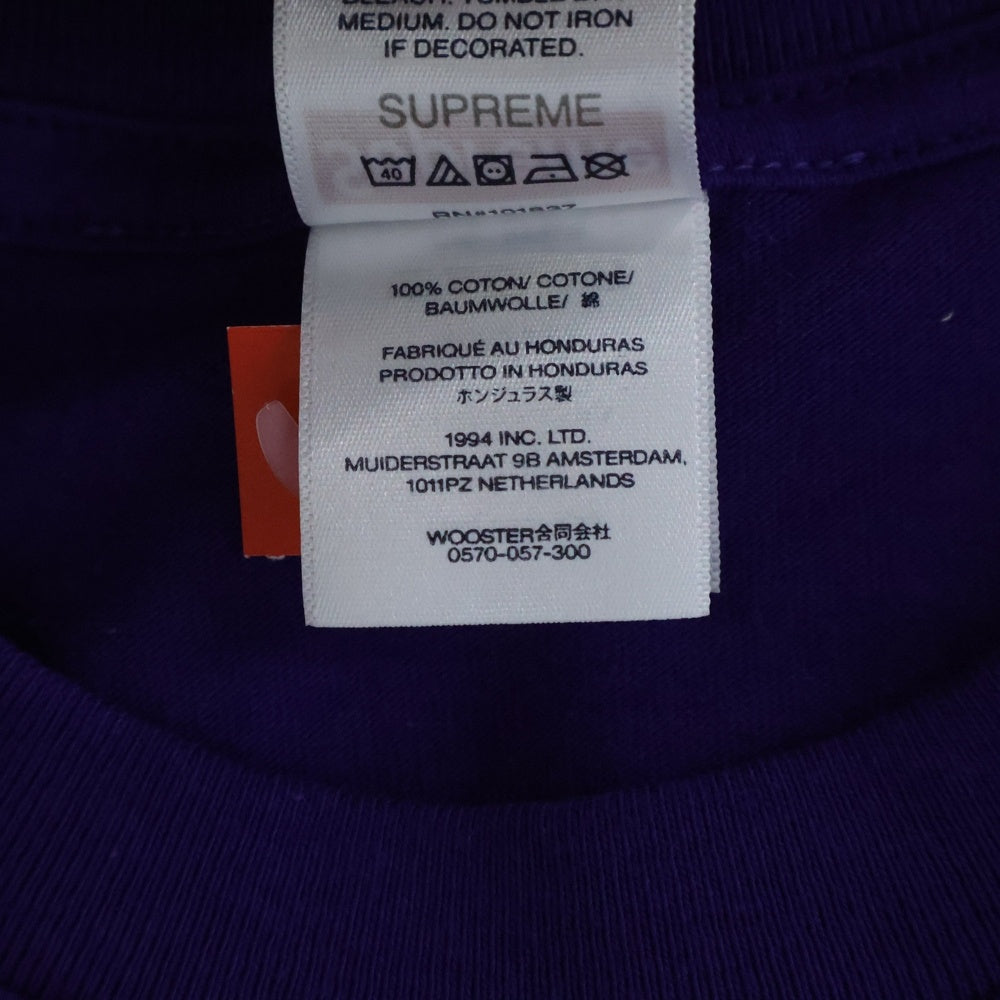 MEDIUM. DO NOT IRON
IF DECORATED.
SUPREME
40
100% COTON/ COTONE/
BAUMWOLLE/ 綿
FABRIQUÉ AU HONDURAS
PRODOTTO IN HONDURAS
ホンジュラス製
1994 INC. LTD.
MUIDERSTRAAT 9B AMSTERDAM,
1011PZ NETHERLANDS
WOOSTER合同会社
0570-057-300